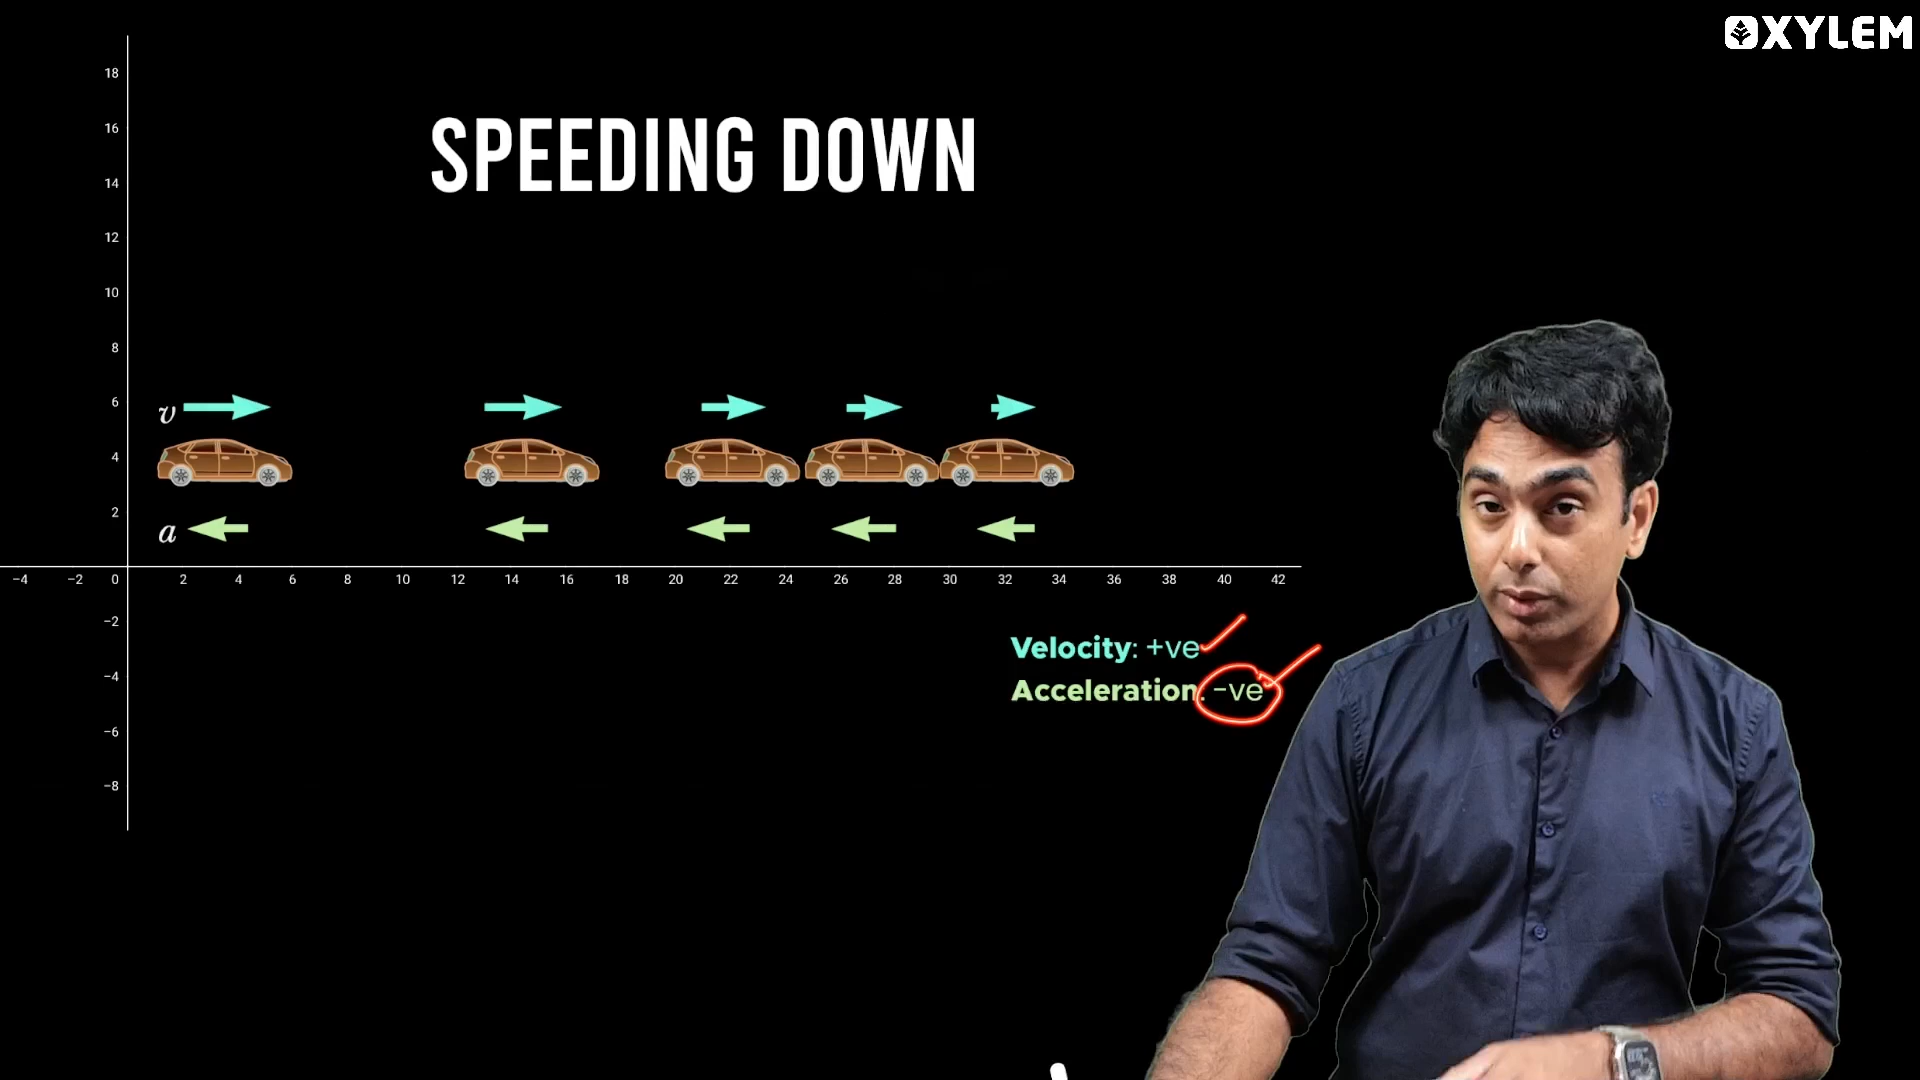 XYLEM
18
16
SPEEDING DOWN
14
12
10
8
6
v
4
2
a
−4 −2 0 2 4 6 8 10 12 14 16 18 20 22 24 26 28 30 32 34 36 38 40 42
−2
Velocity: +ve
−4
Acceleration: -ve
−6
−8